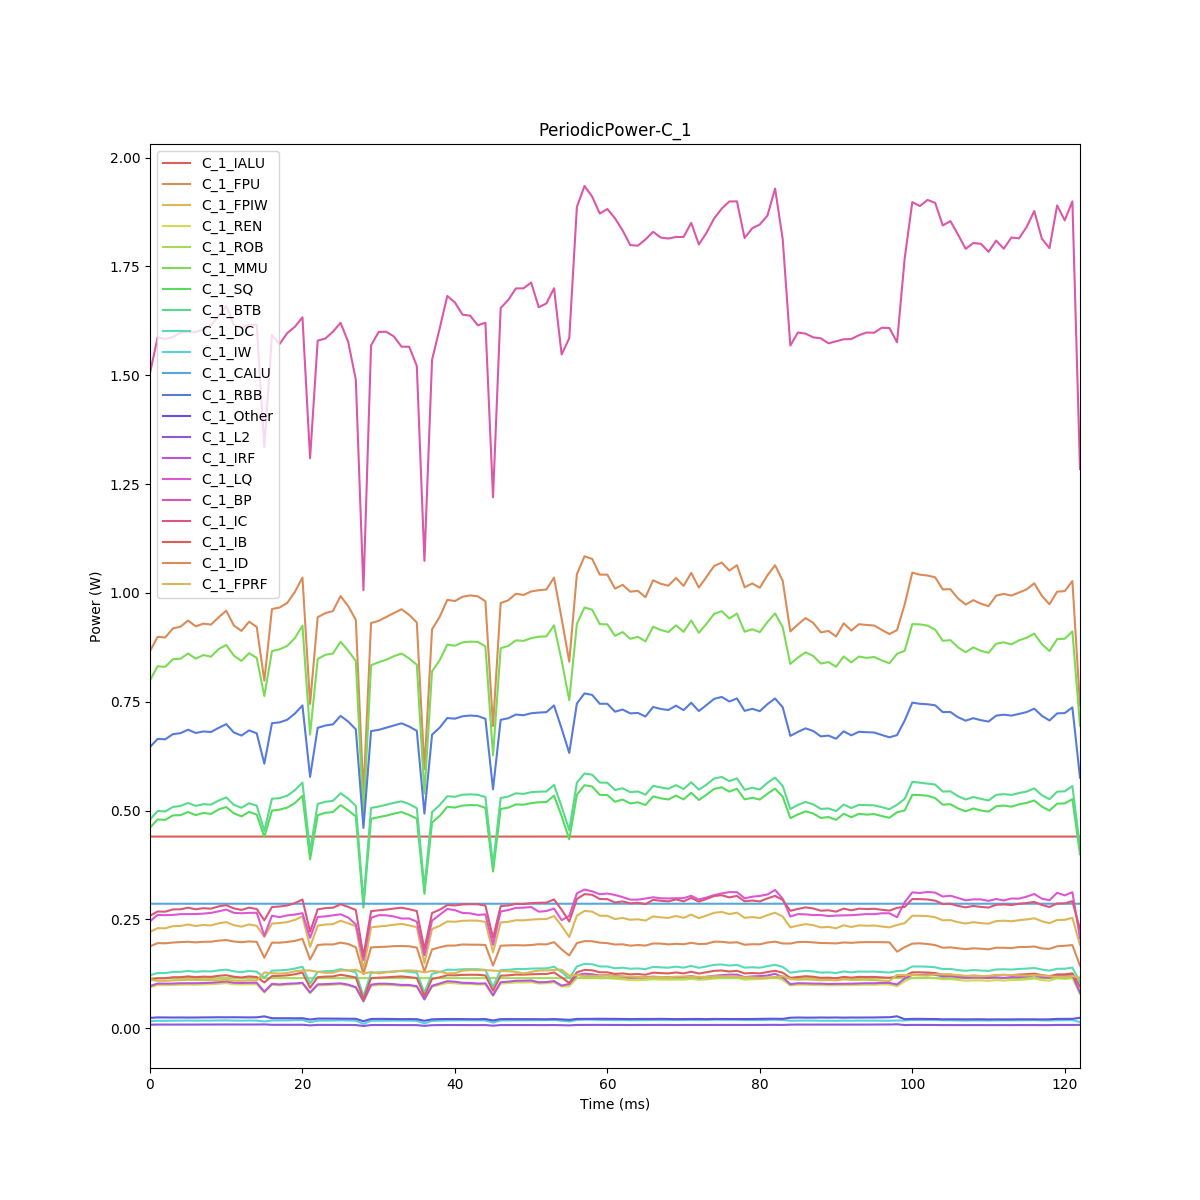 PeriodicPower-C_1
2.00
1.75
1.50
1.25
1.00
0.75
0.50
0.25
0.00
Power (W)
C_1_IALU
C_1_FPU
C_1_FPIW
C_1_REN
C_1_ROB
C_1_MMU
C_1_SQ
C_1_BTB
C_1_DC
C_1_IW
C_1_CALU
C_1_RBB
C_1_Other
C_1_L2
C_1_IRF
C_1_LQ
C_1_BP
C_1_IC
C_1_IB
C_1_ID
C_1_FPRF
0 20 40 60 80 100 120
Time (ms)